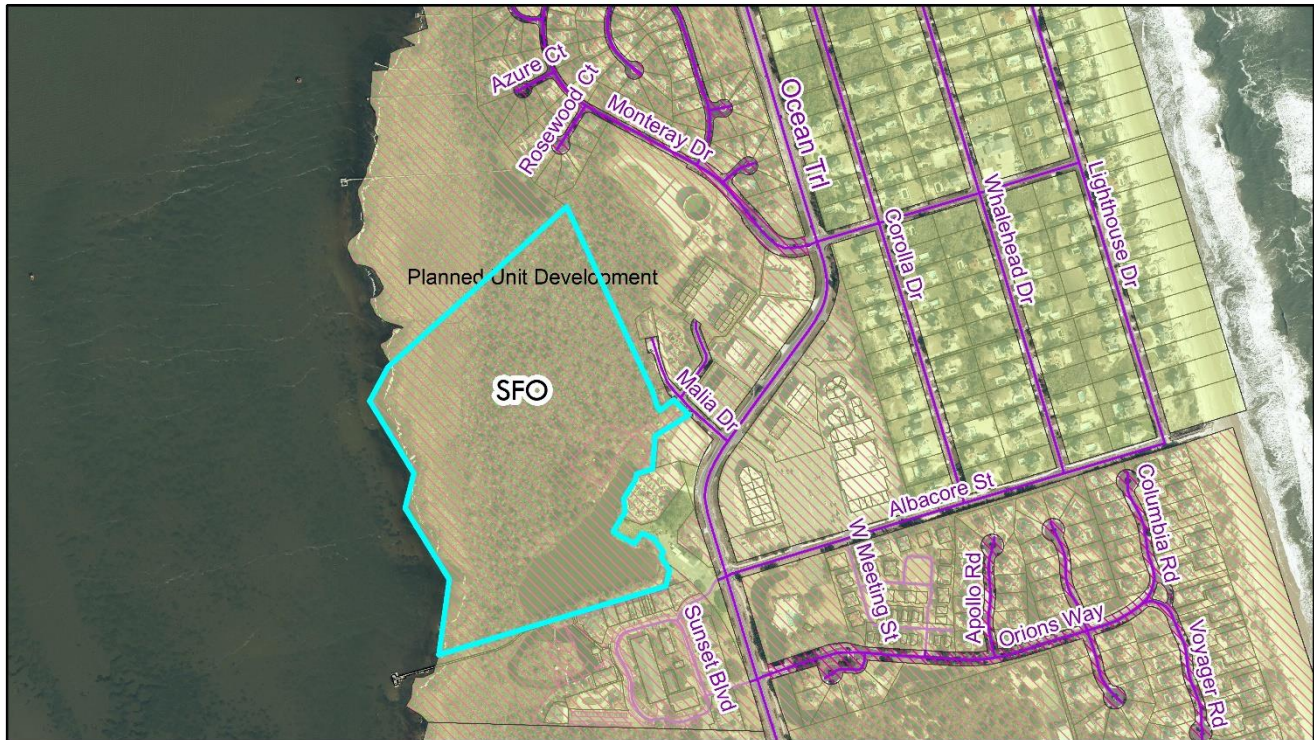 Azure Ct
Rosewood Ct
Monteray Dr
Ocean Trl
Corolla Dr
Whalehead Dr
Lighthouse Dr
Planned Unit Development
SFO
Malia Dr
Albacore St
W Meeting St
Apollo Rd
Columbia Rd
Orions Way
Voyager Rd
Sunset Blvd